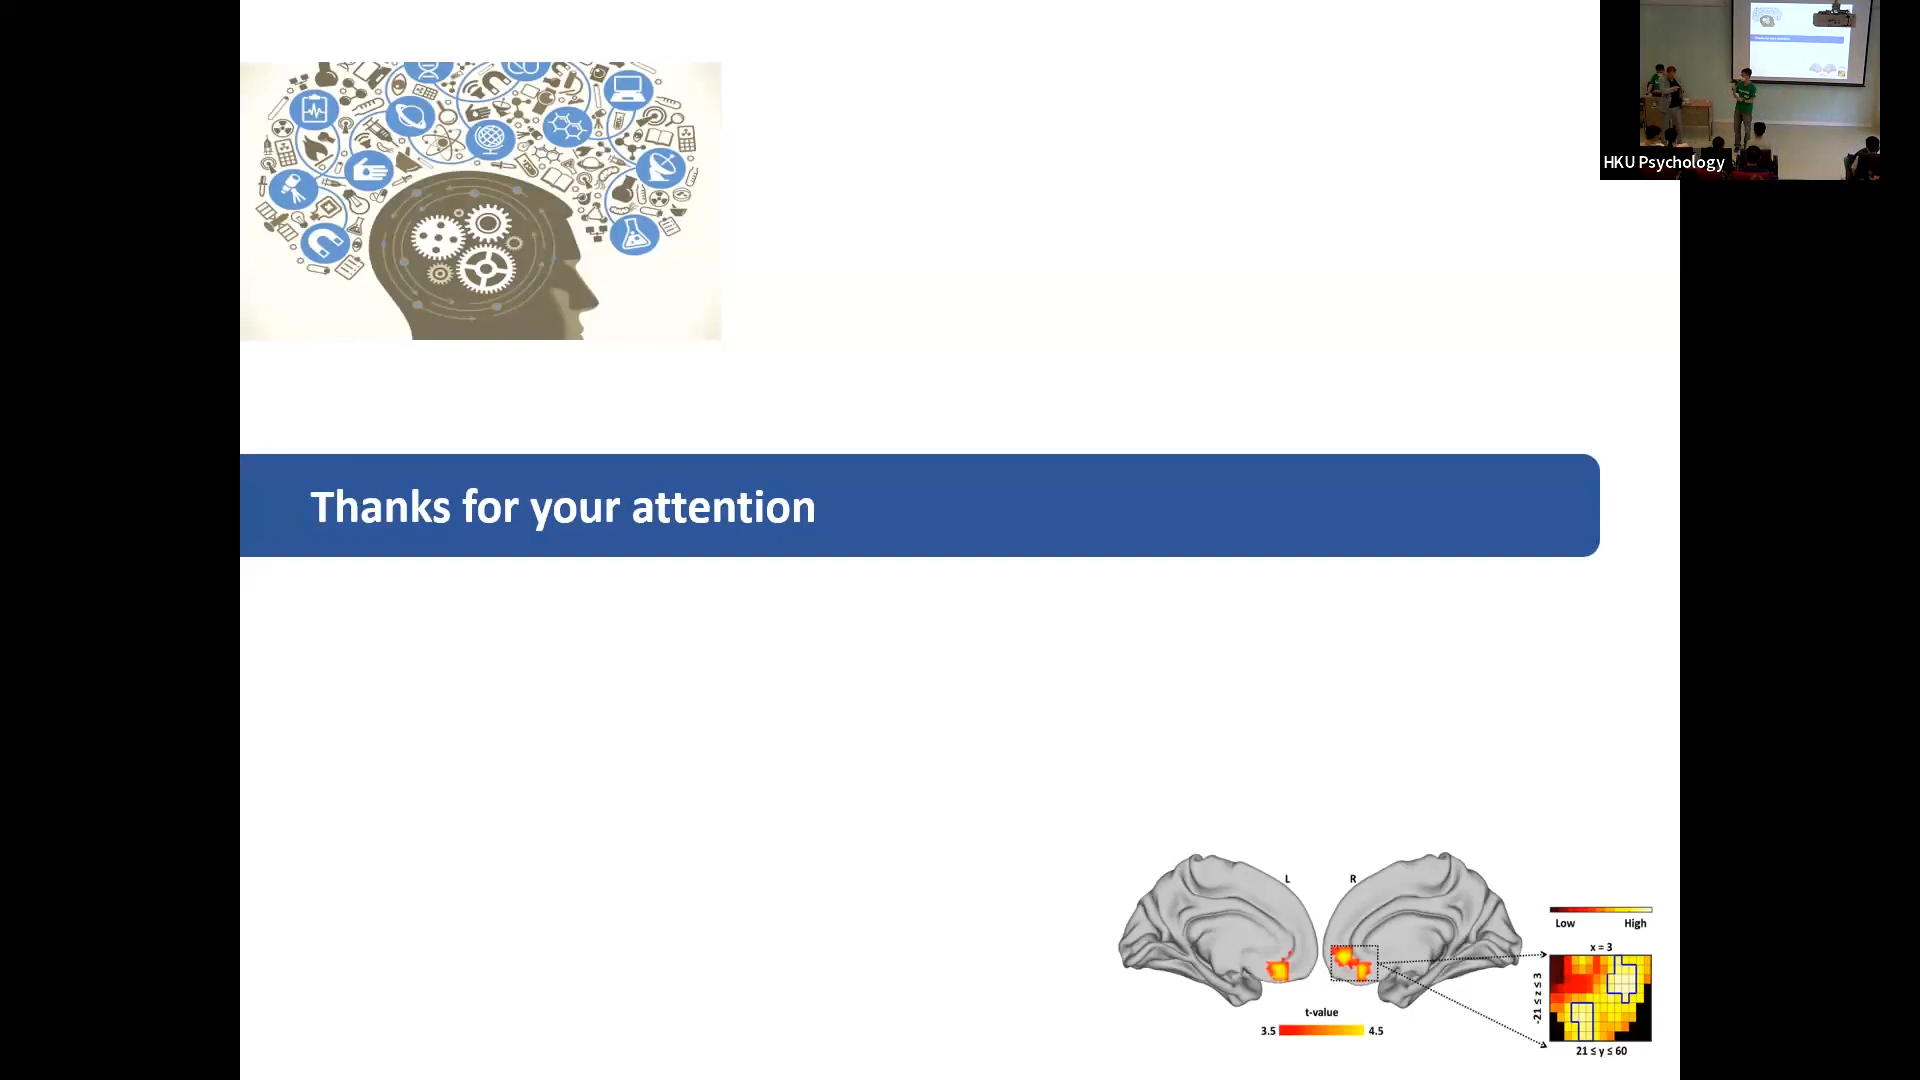 HKU Psychology
Thanks for your attention
L
R
Low High
x = 3
-21 ≤ z ≤ 3
t-value
3.5 4.5
21 ≤ y ≤ 60